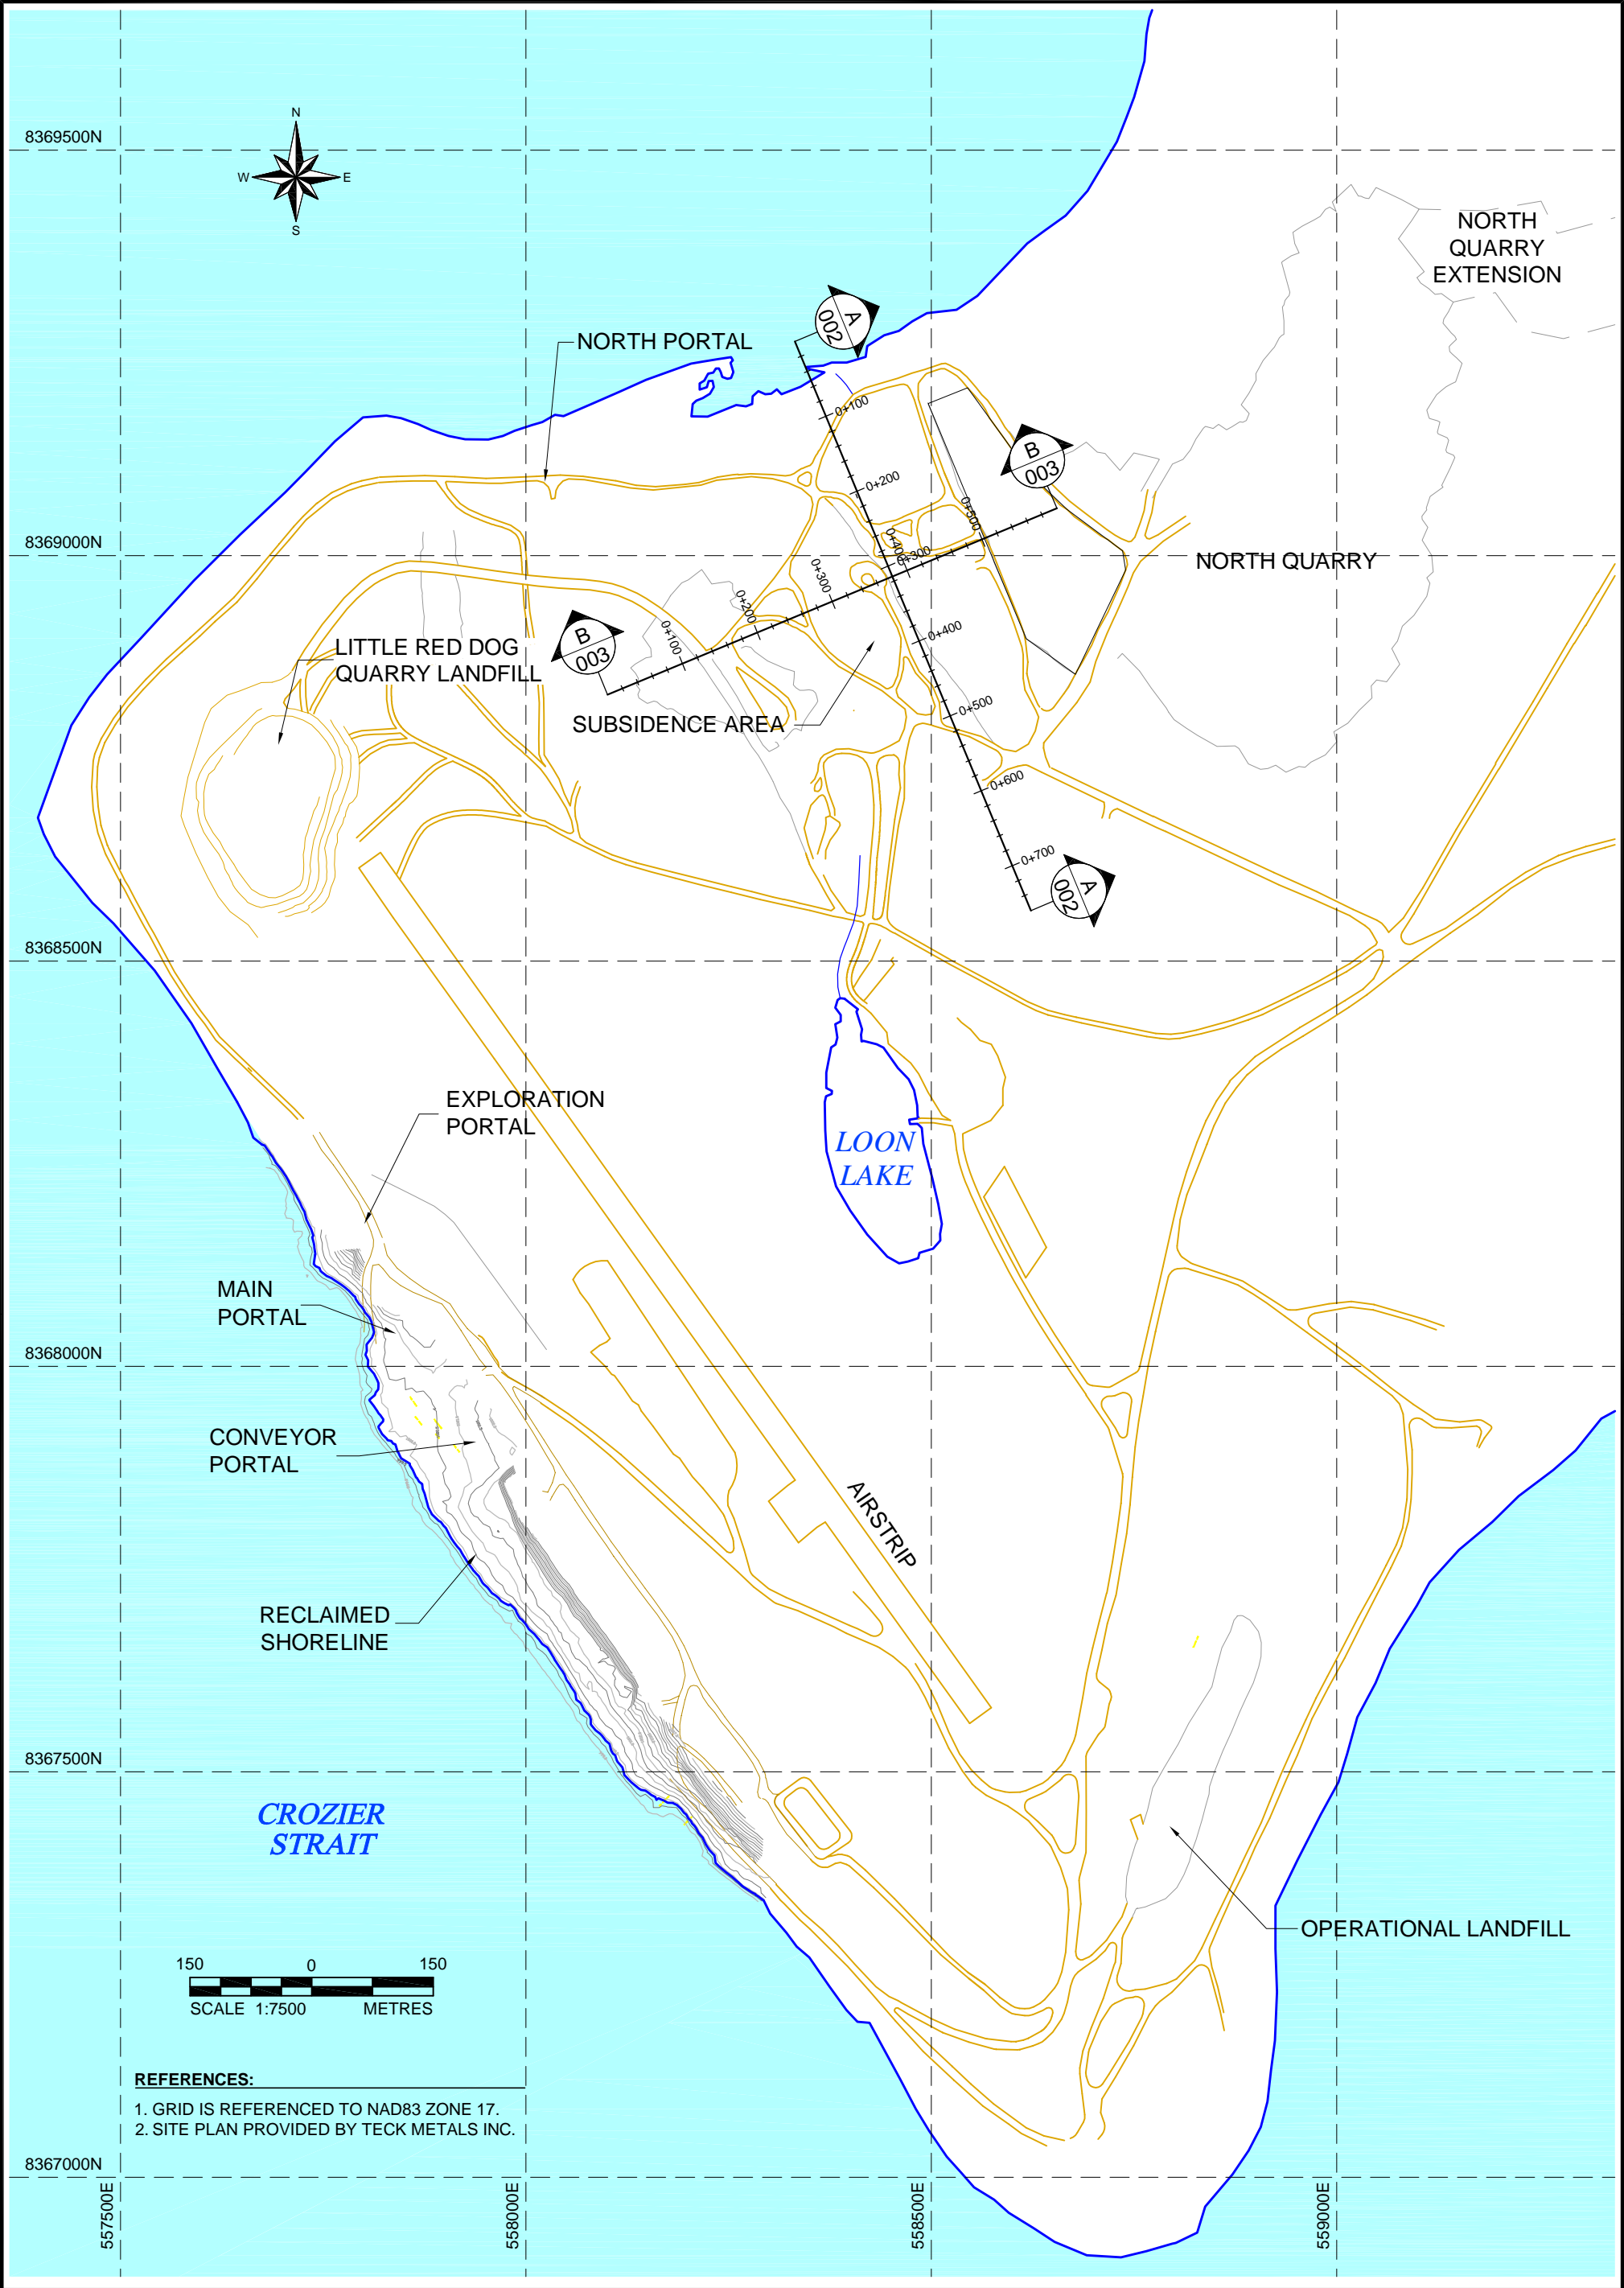 8369500N
N
W
E
S
NORTH
QUARRY
EXTENSION
A
002
NORTH PORTAL
0+100
B
003
0+200
0+500
8369000N
0+400
0+300
NORTH QUARRY
0+300
0+200
B
003
0+100
0+400
LITTLE RED DOG
QUARRY LANDFILL
SUBSIDENCE AREA
0+500
0+600
0+700
A
002
8368500N
EXPLORATION
PORTAL
LOON
LAKE
MAIN
PORTAL
8368000N
CONVEYOR
PORTAL
AIRSTRIP
RECLAIMED
SHORELINE
8367500N
CROZIER
STRAIT
OPERATIONAL LANDFILL
150 0 150
SCALE 1:7500 METRES
REFERENCES:
1. GRID IS REFERENCED TO NAD83 ZONE 17.
2. SITE PLAN PROVIDED BY TECK METALS INC.
8367000N
557500E
558000E
558500E
559000E